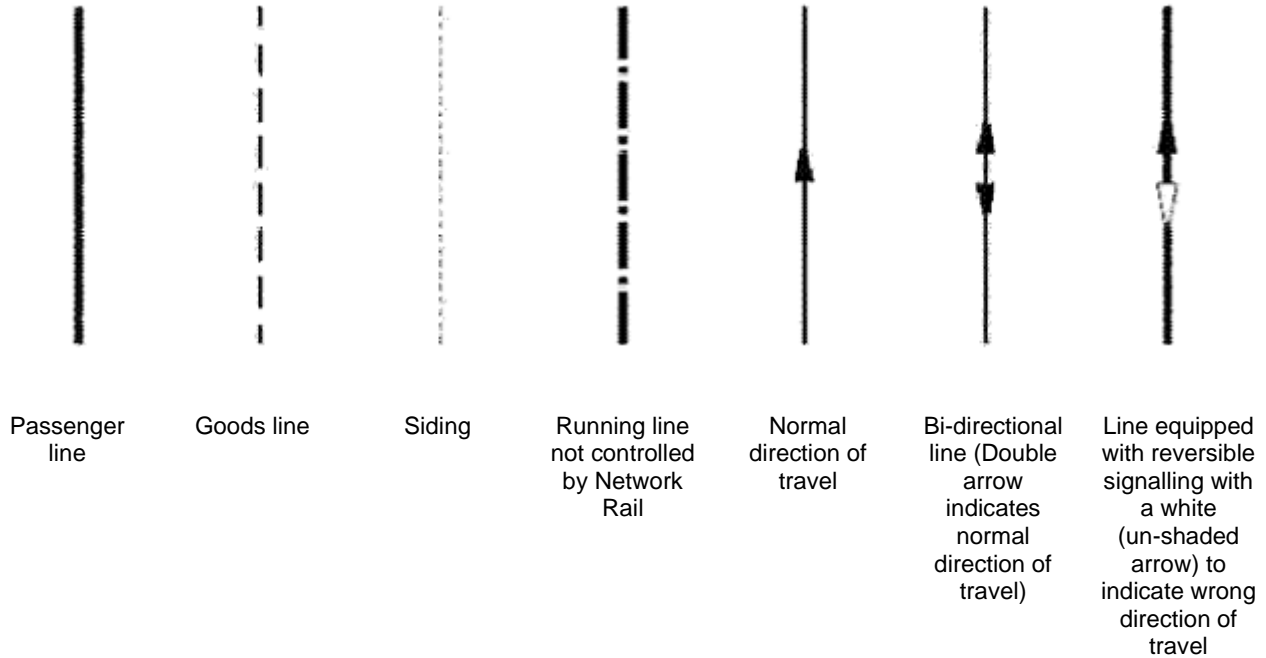 Passenger
line
Goods line
Siding
Running line
not controlled
by Network
Rail
Normal
direction of
travel
Bi-directional
line (Double
arrow
indicates
normal
direction of
travel)
Line equipped
with reversible
signalling with
a white
(un-shaded
arrow) to
indicate wrong
direction of
travel